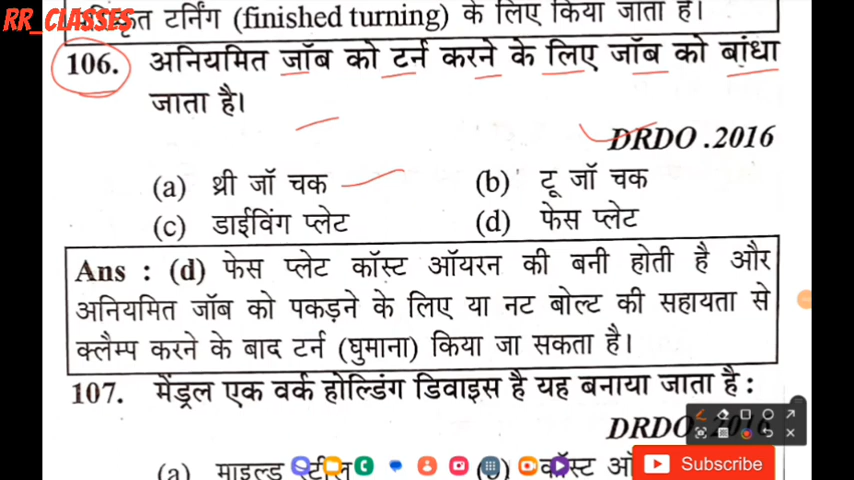 RR_CLASSES
टर्निंग (finished turning) के लिए किया जाता है।
106. अनियमित जॉब को टर्न करने के लिए जॉब को बांधा
जाता है।
DRDO .2016
(a) थ्री जॉ चक (b) टू जॉ चक
(c) डाईविंग प्लेट (d) फेस प्लेट
Ans : (d) फेस प्लेट कॉस्ट ऑयरन की बनी होती है और
अनियमित जॉब को पकड़ने के लिए या नट बोल्ट की सहायता से
क्लैम्प करने के बाद टर्न (घुमाना) किया जा सकता है।
107. मेंड्रल एक वर्क होल्डिंग डिवाइस है यह बनाया जाता है :
DRDO .2016
(a) माइल्ड स्टील कॉस्ट
Subscribe